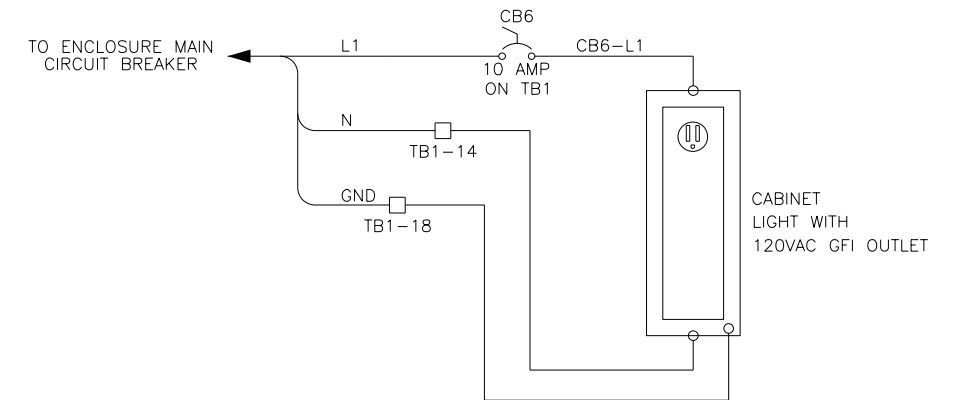 CB6
TO ENCLOSURE MAIN
CIRCUIT BREAKER
L1
CB6-L1
10 AMP
ON TB1
N
TB1-14
GND
TB1-18
CABINET
LIGHT WITH
120VAC GFI OUTLET